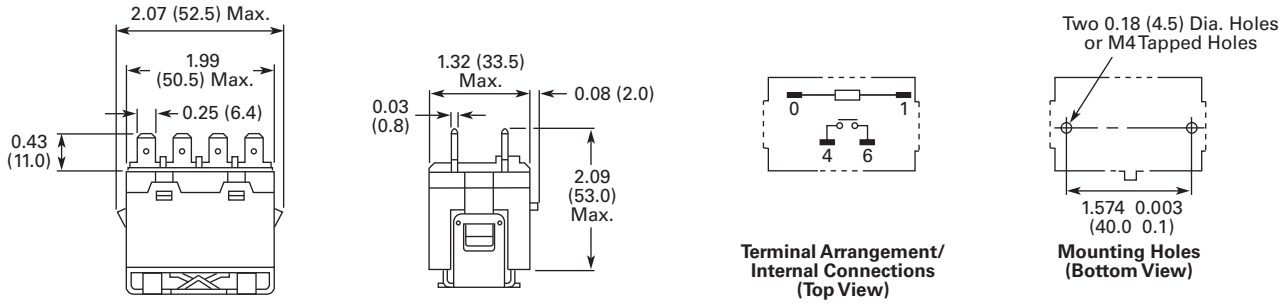 2.07 (52.5) Max.
1.99
(50.5) Max.
0.25 (6.4)
0.43
(11.0)
1.32 (33.5)
Max.
0.08 (2.0)
0.03
(0.8)
2.09
(53.0)
Max.
0
1
4
6
Terminal Arrangement/
Internal Connections
(Top View)
Two 0.18 (4.5) Dia. Holes
or M4 Tapped Holes
1.574 0.003
(40.0 0.1)
Mounting Holes
(Bottom View)